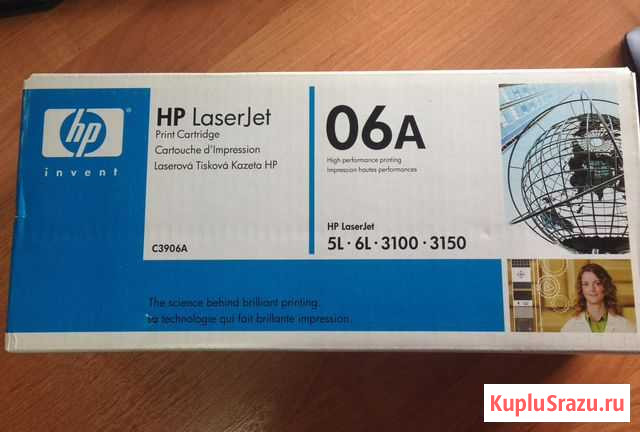 hp
invent
HP LaserJet
Print Cartridge
Cartouche d'Impression
Laserová Tisková Kazeta HP
C3906A
06A
High performance printing
Impression hautes performances
HP LaserJet
5L · 6L · 3100 · 3150
The science behind brilliant printing.
La technologie qui fait brillante impression.
KupluSrazu.ru